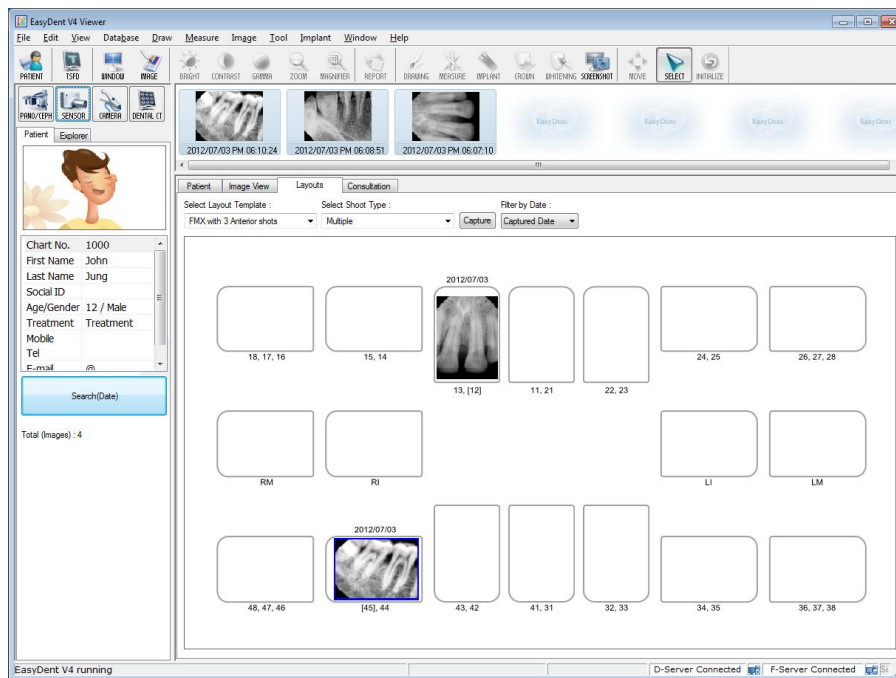 EasyDent V4 Viewer
File Edit View Database Draw Measure Image Tool Implant Window Help
PATIENT TSFD WINDOW IMAGE BRIGHT CONTRAST GAMMA ZOOM MAGNIFIER REPORT DRAWING MEASURE IMPLANT CROWN WHITENING SCREENSHOT MOVE SELECT INITIALIZE
PANO/CEPH SENSOR CAMERA DENTAL CT
EasyDent EasyDent EasyDent EasyDent
2012/07/03 PM 06:10:24 2012/07/03 PM 06:08:51 2012/07/03 PM 06:07:10
Patient Explorer
Patient Image View Layouts Consultation
Select Layout Template : Select Shoot Type : Filter by Date :
FMX with 3 Anterior shots Multiple Capture Captured Date
Chart No. 1000
First Name John
Last Name Jung
Social ID
Age/Gender 12 / Male
Treatment Treatment
Mobile
Tel
E-mail @
Search(Date)
Total (Images) : 4
2012/07/03
18, 17, 16 15, 14 24, 25 26, 27, 28
13, [12] 11, 21 22, 23
RM RI LI LM
2012/07/03
48, 47, 46 [45], 44 43, 42 41, 31 32, 33 34, 35 36, 37, 38
EasyDent V4 running D-Server Connected F-Server Connected